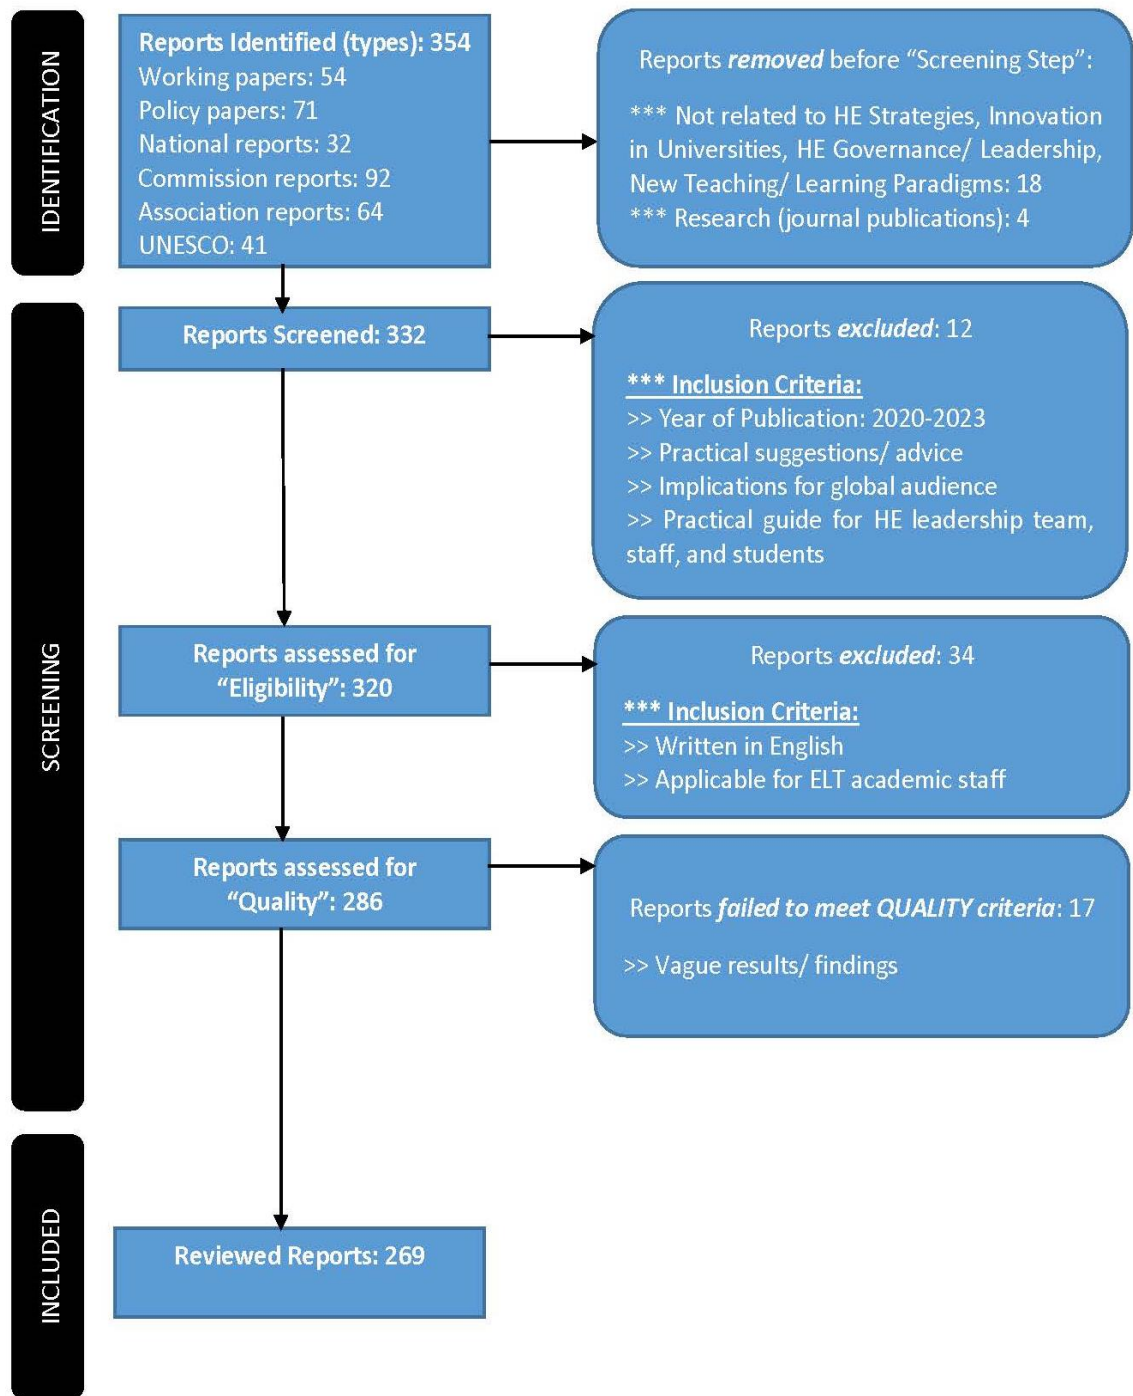 IDENTIFICATION
Reports Identified (types): 354
Working papers: 54
Policy papers: 71
National reports: 32
Commission reports: 92
Association reports: 64
UNESCO: 41
Reports removed before “Screening Step”:
*** Not related to HE Strategies, Innovation
in Universities, HE Governance/ Leadership,
New Teaching/ Learning Paradigms: 18
*** Research (journal publications): 4
SCREENING
Reports Screened: 332
Reports excluded: 12
*** Inclusion Criteria:
>> Year of Publication: 2020-2023
>> Practical suggestions/ advice
>> Implications for global audience
>> Practical guide for HE leadership team,
staff, and students
Reports assessed for
“Eligibility”: 320
Reports excluded: 34
*** Inclusion Criteria:
>> Written in English
>> Applicable for ELT academic staff
Reports assessed for
“Quality”: 286
Reports failed to meet QUALITY criteria: 17
>> Vague results/ findings
INCLUDED
Reviewed Reports: 269